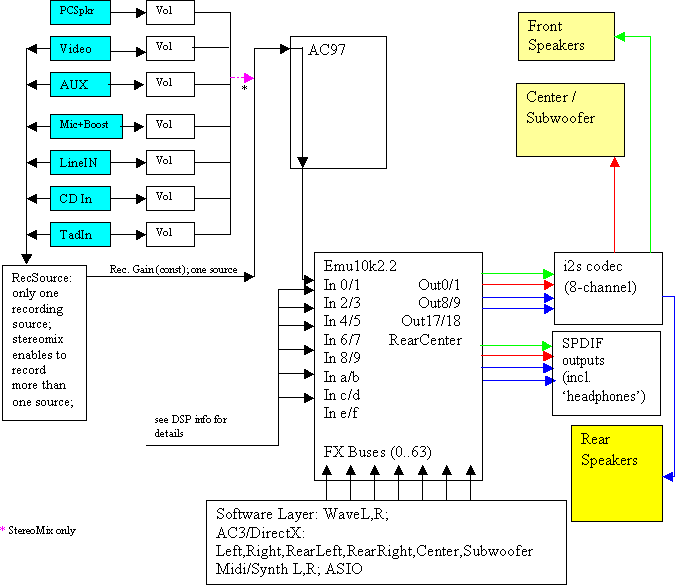 PCSpkr
Vol
Video
Vol
AUX
Vol
Mic+Boost
Vol
LineIN
Vol
CD In
Vol
TadIn
Vol
*
AC97
Front
Speakers
Center /
Subwoofer
RecSource:
only one
recording
source;
stereomix
enables to
record
more than
one source;
Rec. Gain (const); one source
Emu10k2.2
In 0/1
Out0/1
In 2/3
Out8/9
In 4/5
Out17/18
In 6/7
RearCenter
In 8/9
In a/b
In c/d
In e/f
FX Buses (0..63)
i2s codec
(8-channel)
SPDIF
outputs
(incl.
‘headphones’)
see DSP info for
details
Rear
Speakers
Software Layer: WaveL,R;
AC3/DirectX:
Left,Right,RearLeft,RearRight,Center,Subwoofer
Midi/Synth L,R; ASIO
* StereoMix only